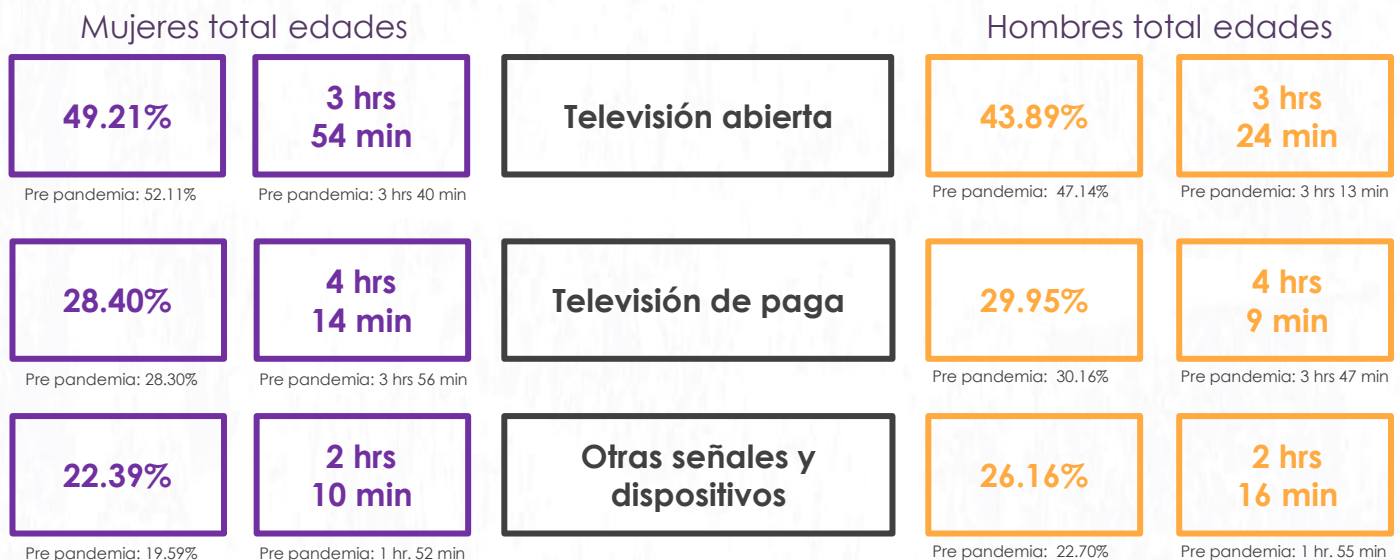 Mujeres total edades
Hombres total edades
49.21%
3 hrs
54 min
Televisión abierta
43.89%
3 hrs
24 min
Pre pandemia: 52.11%
Pre pandemia: 3 hrs 40 min
Pre pandemia: 47.14%
Pre pandemia: 3 hrs 13 min
28.40%
4 hrs
14 min
Televisión de paga
29.95%
4 hrs
9 min
Pre pandemia: 28.30%
Pre pandemia: 3 hrs 56 min
Pre pandemia: 30.16%
Pre pandemia: 3 hrs 47 min
22.39%
2 hrs
10 min
Otras señales y
dispositivos
26.16%
2 hrs
16 min
Pre pandemia: 19.59%
Pre pandemia: 1 hr. 52 min
Pre pandemia: 22.70%
Pre pandemia: 1 hr. 55 min